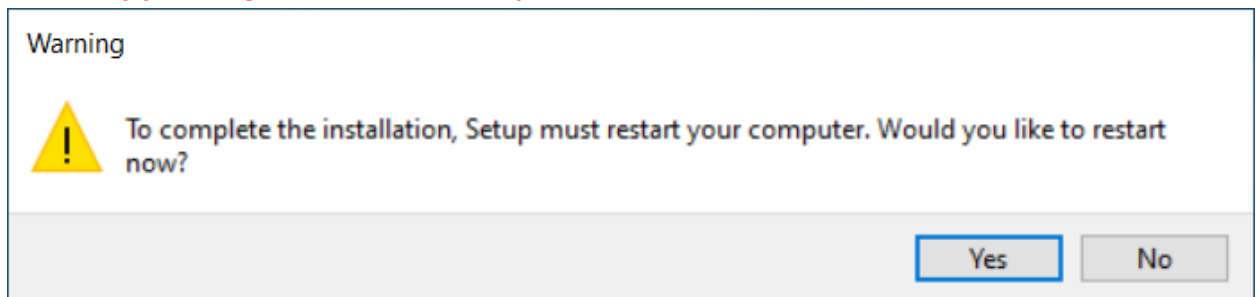 Warning
To complete the installation, Setup must restart your computer. Would you like to restart
now?
Yes
No